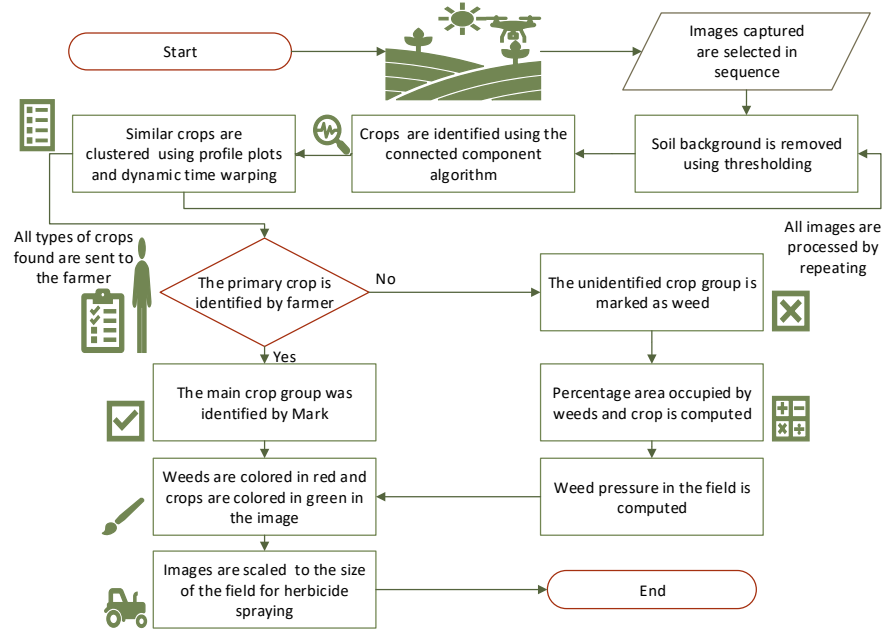 Start
Images captured
are selected in
sequence
Similar crops are
clustered using profile plots
and dynamic time warping
Crops are identified using the
connected component
algorithm
Soil background is removed
using thresholding
All types of crops
found are sent to
the farmer
The primary crop is
identified by farmer
No
The unidentified crop group is
marked as weed
All images are
processed by
repeating
Yes
The main crop group was
identified by Mark
Percentage area occupied by
weeds and crop is computed
Weeds are colored in red and
crops are colored in green in
the image
Weed pressure in the field is
computed
Images are scaled to the size
of the field for herbicide
spraying
End